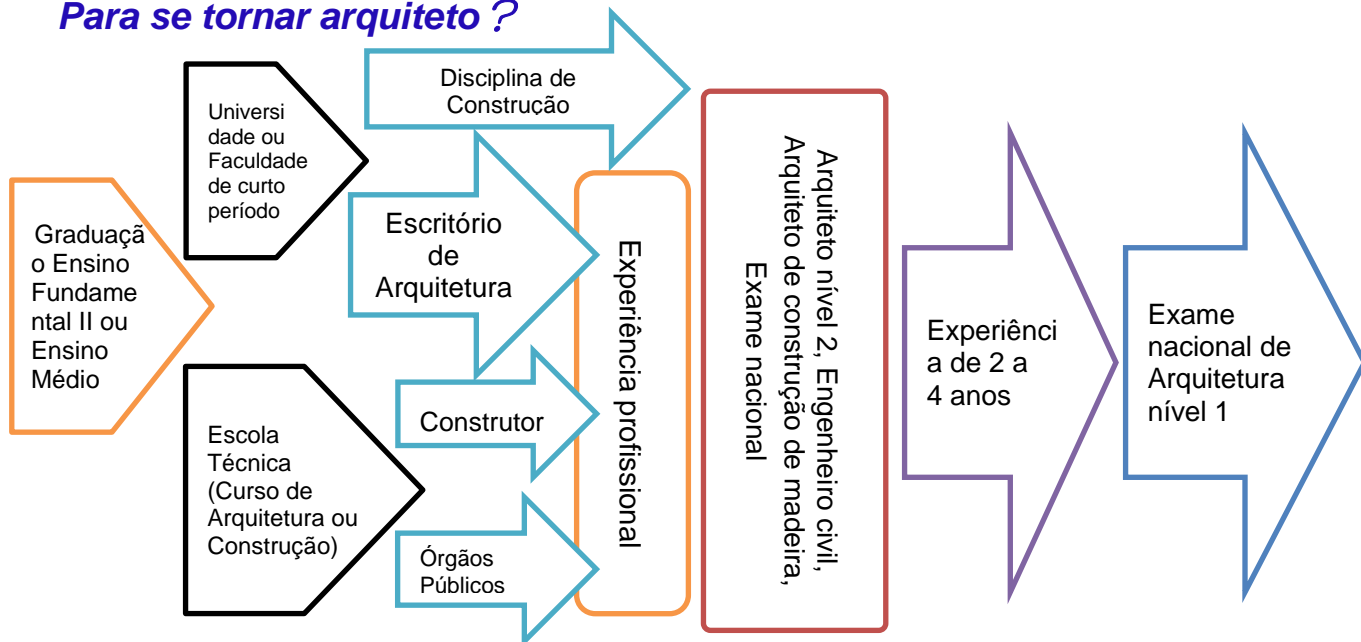 Para se tornar arquiteto？
Graduaçã
o Ensino
Fundame
ntal II ou
Ensino
Médio
Universi
dade ou
Faculdade
de curto
período
Escola
Técnica
(Curso de
Arquitetura ou
Construção)
Disciplina de
Construção
Escritório
de
Arquitetura
Construtor
Órgãos
Públicos
Experiência profissional
Arquiteto nível 2, Engenheiro civil,
Arquiteto de construção de madeira,
Exame nacional
Experiênci
a de 2 a
4 anos
Exame
nacional de
Arquitetura
nível 1